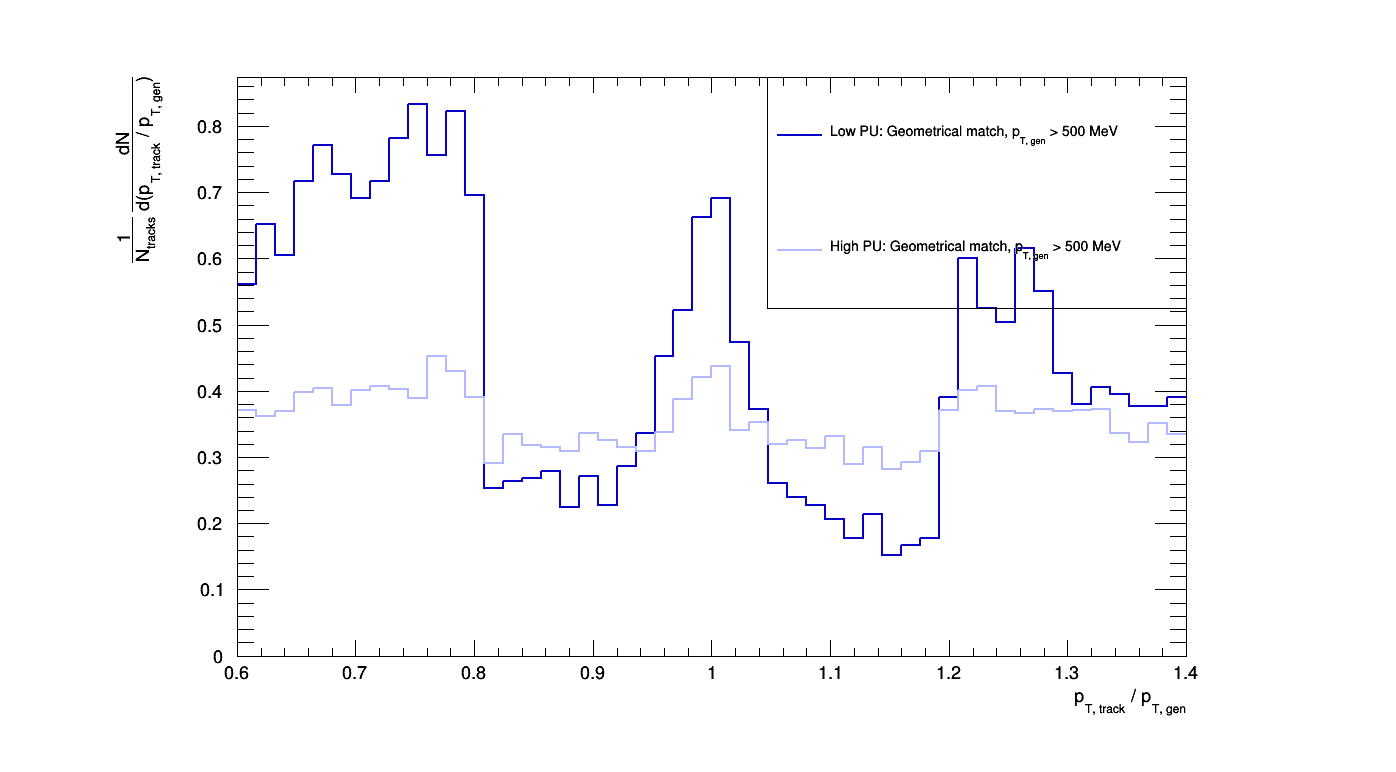 1 dN
N_tracks d(p_T, track / p_T, gen)
0.8
0.7
0.6
0.5
0.4
0.3
0.2
0.1
0
Low PU: Geometrical match, p_T, gen > 500 MeV
High PU: Geometrical match, p_T, gen > 500 MeV
0.6 0.7 0.8 0.9 1 1.1 1.2 1.3 1.4
p_T, track / p_T, gen